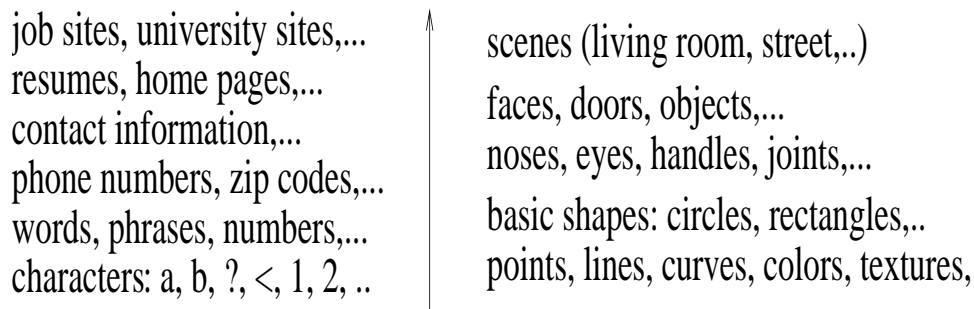 job sites, university sites,...
resumes, home pages,...
contact information,...
phone numbers, zip codes,...
words, phrases, numbers,...
characters: a, b, ?, <, 1, 2, ..
scenes (living room, street,..)
faces, doors, objects,...
noses, eyes, handles, joints,...
basic shapes: circles, rectangles,..
points, lines, curves, colors, textures,